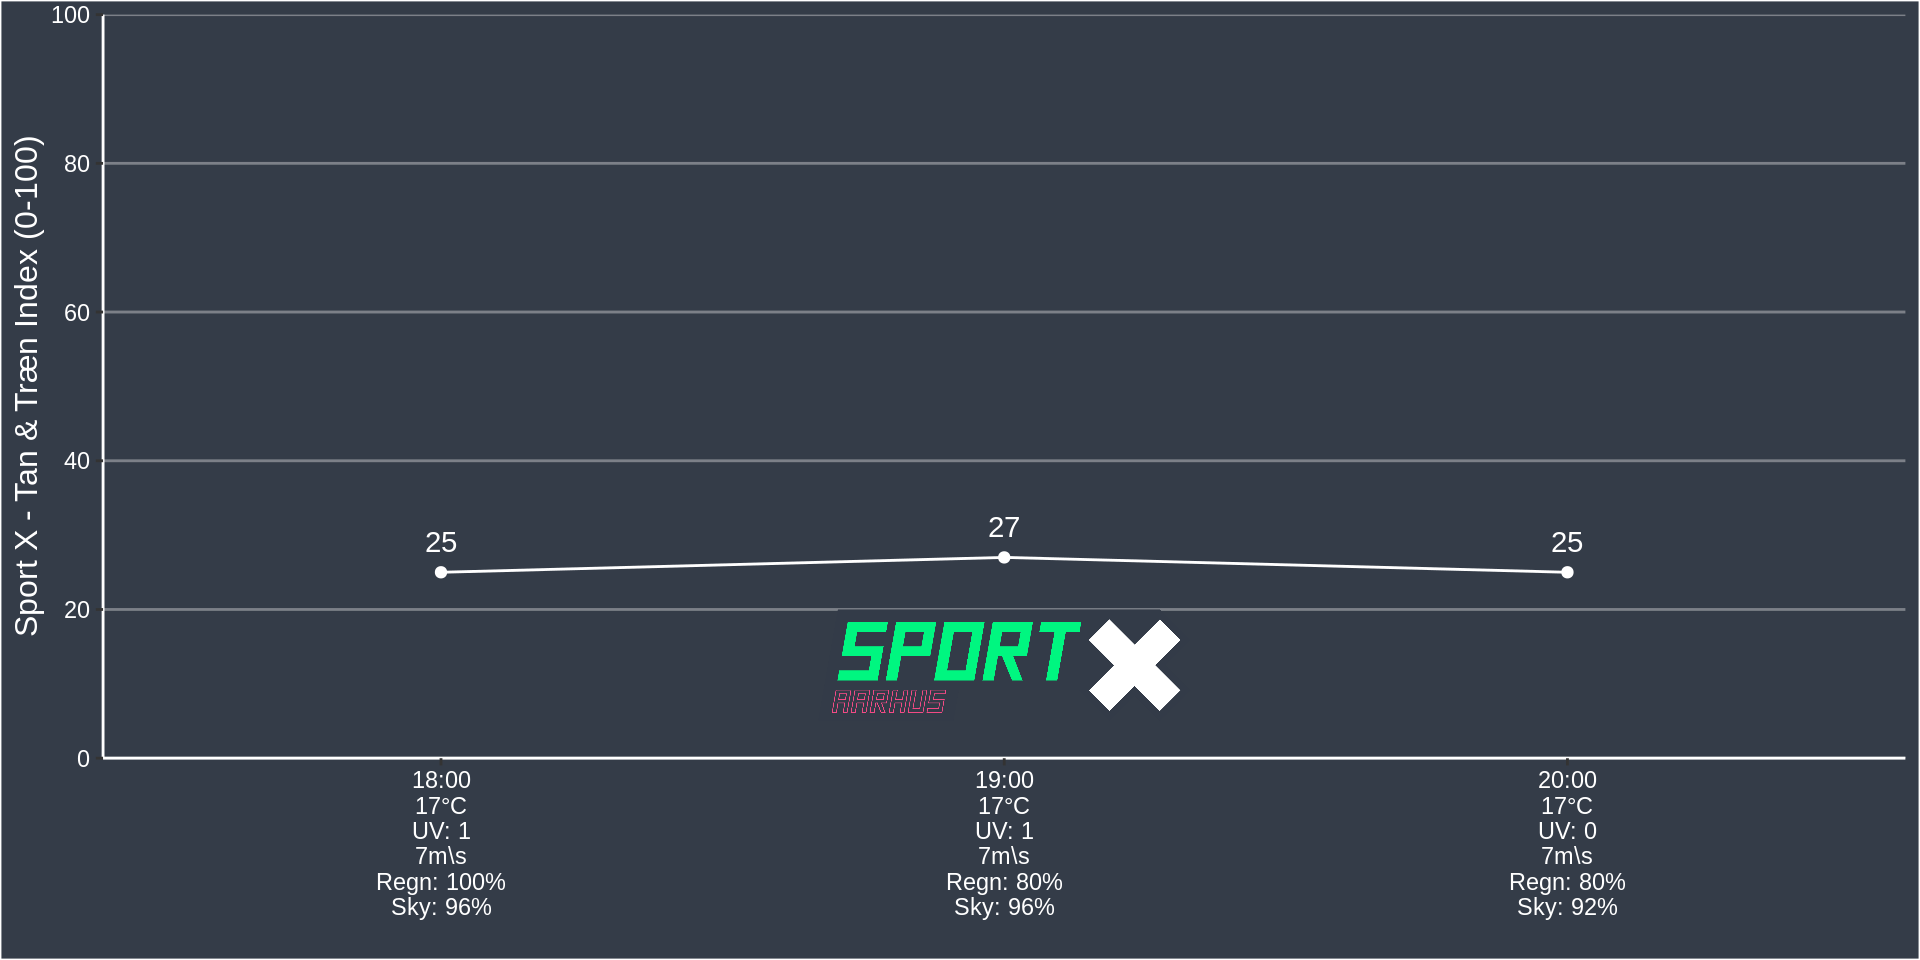 Sport X - Tan & Træn Index (0-100)
100
80
60
40
20
0
25
27
25
SPORT X
AARHUS
18:00
17°C
UV: 1
7m\s
Regn: 100%
Sky: 96%
19:00
17°C
UV: 1
7m\s
Regn: 80%
Sky: 96%
20:00
17°C
UV: 0
7m\s
Regn: 80%
Sky: 92%